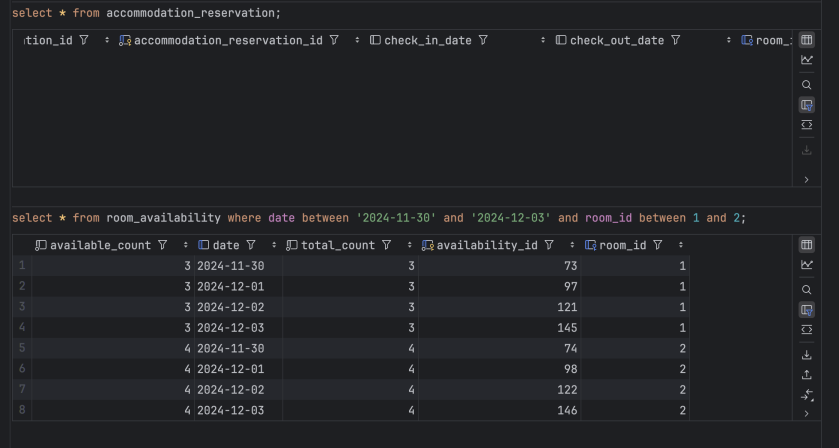 select * from accommodation_reservation;
tion_id accommodation_reservation_id check_in_date check_out_date room_
select * from room_availability where date between '2024-11-30' and '2024-12-03' and room_id between 1 and 2;
available_count date total_count availability_id room_id
1 3 2024-11-30 3 73 1
2 3 2024-12-01 3 97 1
3 3 2024-12-02 3 121 1
4 3 2024-12-03 3 145 1
5 4 2024-11-30 4 74 2
6 4 2024-12-01 4 98 2
7 4 2024-12-02 4 122 2
8 4 2024-12-03 4 146 2